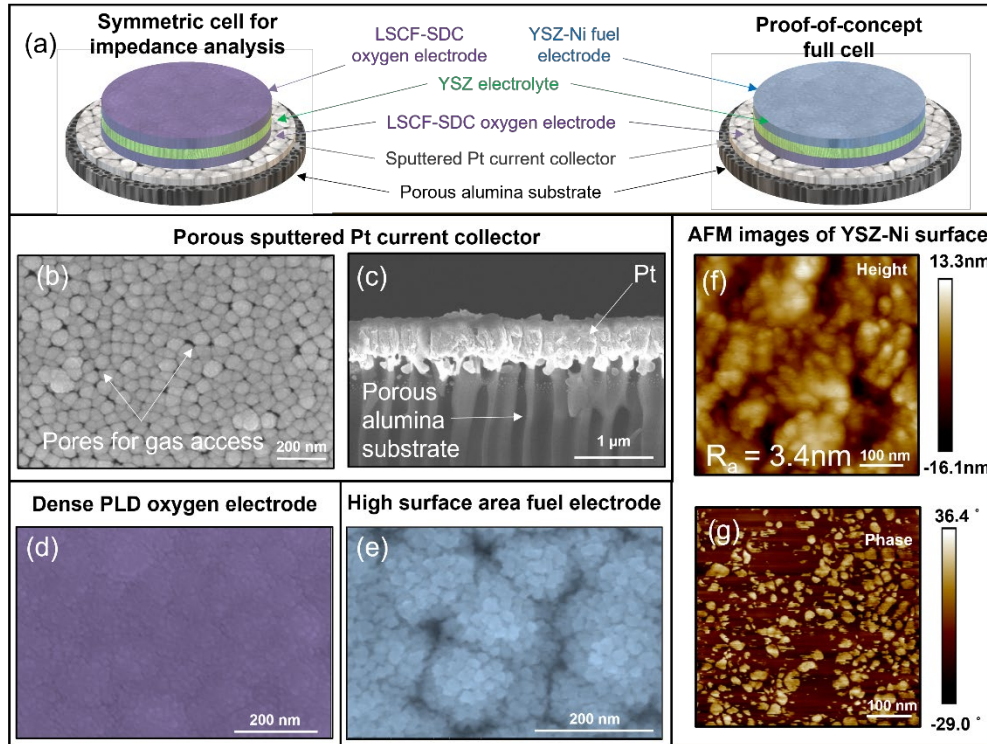 (a)
Symmetric cell for
impedance analysis
LSCF-SDC
oxygen electrode
YSZ-Ni fuel
electrode
Proof-of-concept
full cell
YSZ electrolyte
LSCF-SDC oxygen electrode
Sputtered Pt current collector
Porous alumina substrate
Porous sputtered Pt current collector
(b)
Pores for gas access
200 nm
(c)
Pt
Porous
alumina
substrate
1 µm
AFM images of YSZ-Ni surface
(f)
Height
13.3nm
Ra = 3.4nm
100 nm
-16.1nm
Dense PLD oxygen electrode
(d)
200 nm
High surface area fuel electrode
(e)
200 nm
(g)
Phase
36.4 °
100 nm
-29.0 °